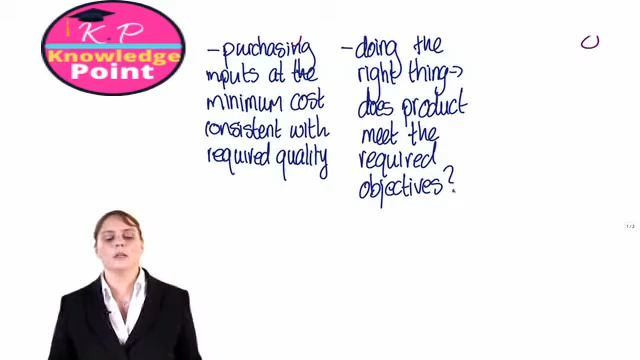 K.P
Knowledge
Point
- purchasing
inputs at the
minimum cost
consistent with
required quality
- doing the
right thing ->
does product
meet the
required
objectives?